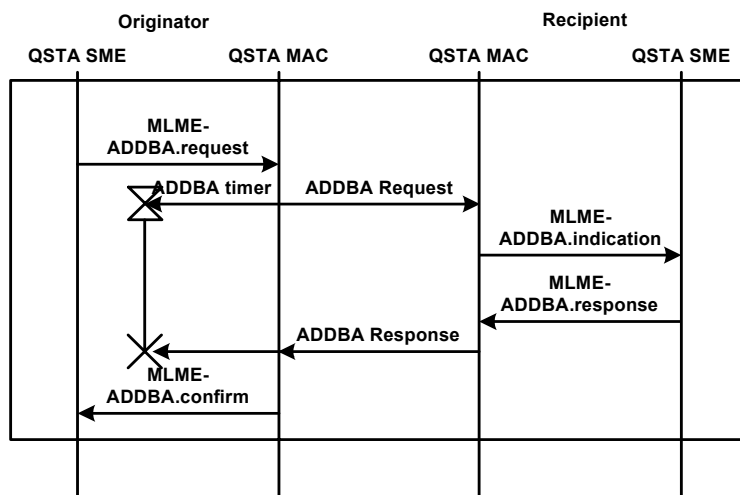 Originator
Recipient
QSTA SME
QSTA MAC
QSTA MAC
QSTA SME
MLME-
ADDBA.request
ADDBA timer
ADDBA Request
MLME-
ADDBA.indication
MLME-
ADDBA.response
ADDBA Response
MLME-
ADDBA.confirm